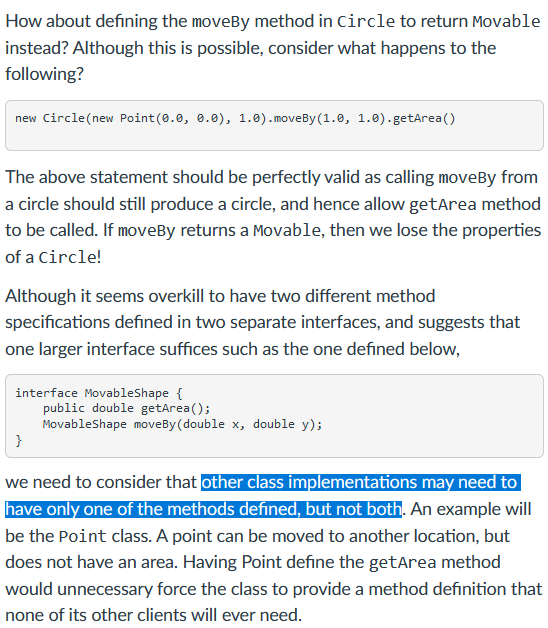 How about defining the moveBy method in Circle to return Movable
instead? Although this is possible, consider what happens to the
following?
new Circle(new Point(0.0, 0.0), 1.0).moveBy(1.0, 1.0).getArea()
The above statement should be perfectly valid as calling moveBy from
a circle should still produce a circle, and hence allow getArea method
to be called. If moveBy returns a Movable, then we lose the properties
of a Circle!
Although it seems overkill to have two different method
specifications defined in two separate interfaces, and suggests that
one larger interface suffices such as the one defined below,
interface MovableShape {
    public double getArea();
    MovableShape moveBy(double x, double y);
}
we need to consider that other class implementations may need to
have only one of the methods defined, but not both. An example will
be the Point class. A point can be moved to another location, but
does not have an area. Having Point define the getArea method
would unnecessary force the class to provide a method definition that
none of its other clients will ever need.